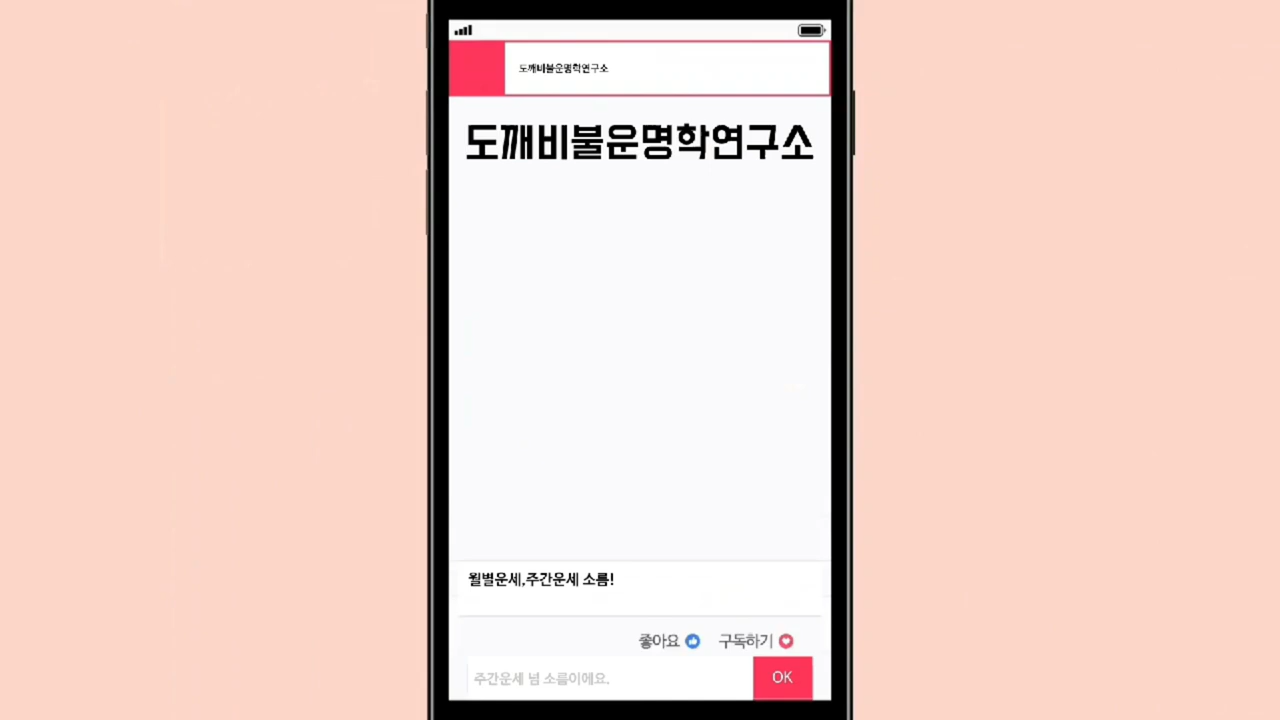 도깨비불운명학연구소
도깨비불운명학연구소
월별운세,주간운세 소름!
좋아요 구독하기
주간운세 넘 소름이에요.
OK